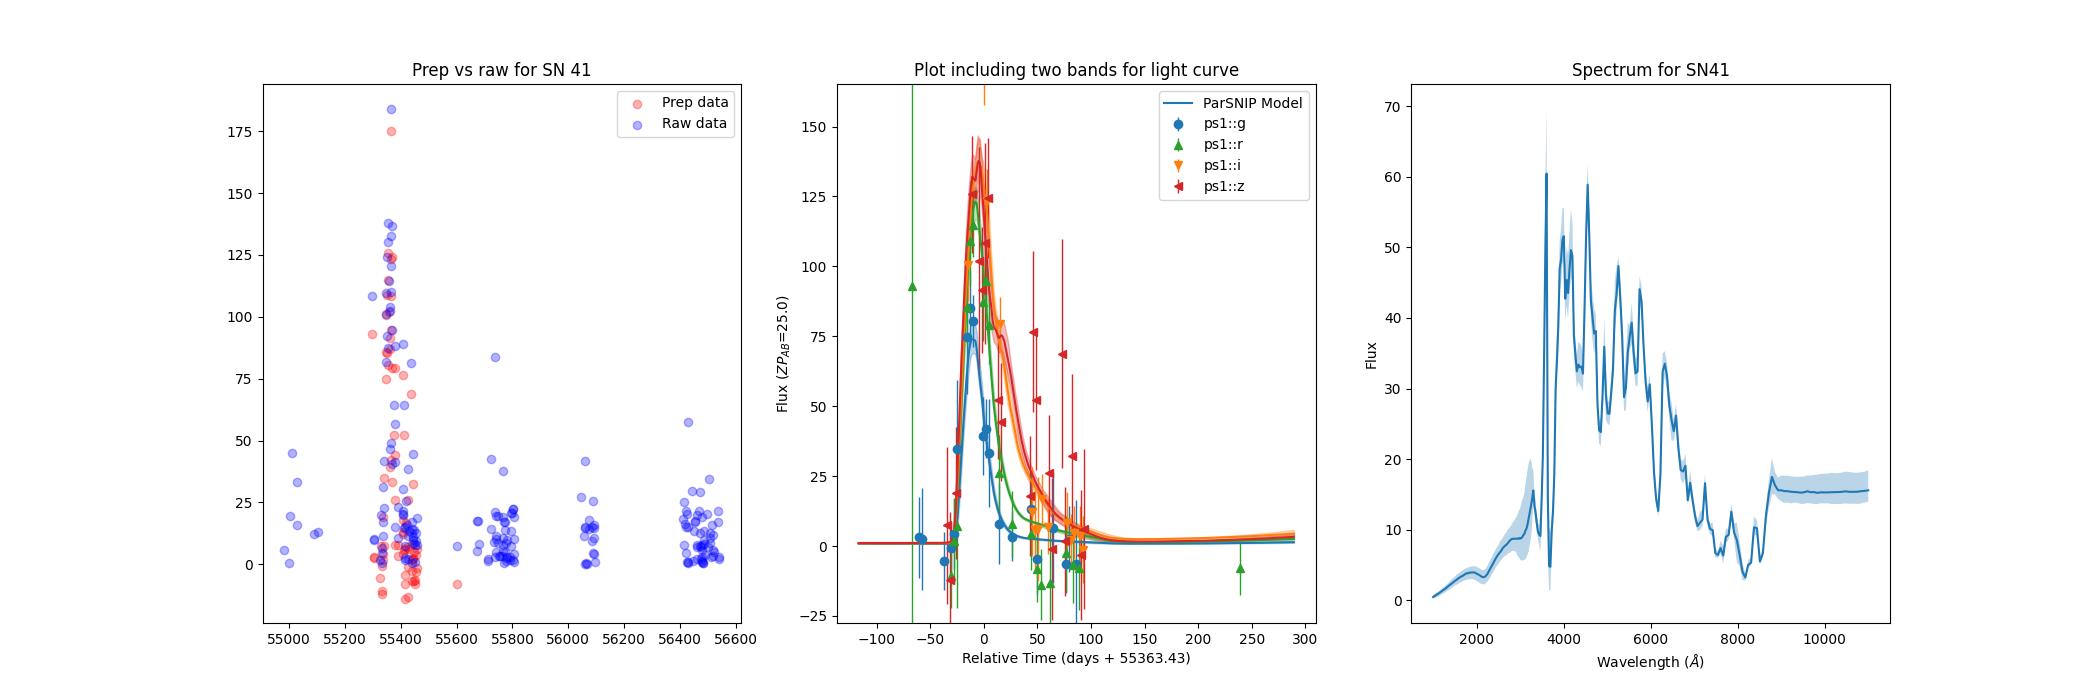 Prep vs raw for SN 41
Prep data
Raw data
175
150
125
100
75
50
25
0
55000 55200 55400 55600 55800 56000 56200 56400 56600
Plot including two bands for light curve
ParSNIP Model
ps1::g
ps1::r
ps1::i
ps1::z
Flux (ZP_AB=25.0)
150
125
100
75
50
25
0
−25
−100 −50 0 50 100 150 200 250 300
Relative Time (days + 55363.43)
Spectrum for SN41
Flux
70
60
50
40
30
20
10
0
2000 4000 6000 8000 10000
Wavelength (Å)